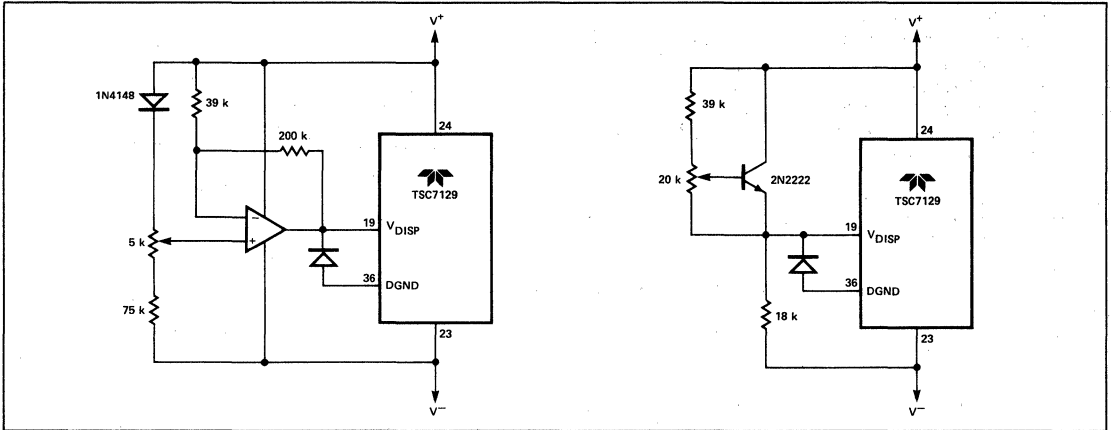 V+
1N4148
39 k
200 k
24
TSC7129
19
VDISP
−
+
5 k
36
DGND
75 k
23
V−
V+
39 k
24
20 k
2N2222
TSC7129
19
VDISP
36
DGND
18 k
23
V−